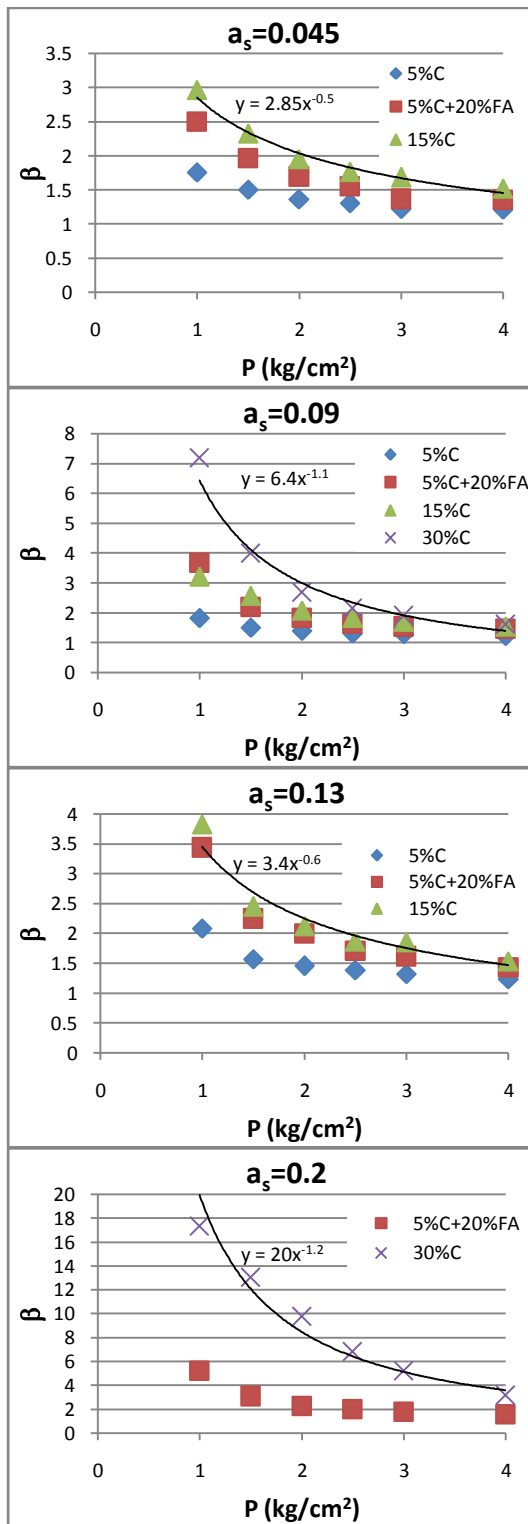 a_s=0.045
3.5
3
2.5
2
1.5
1
0.5
0
β
y = 2.85x^-0.5
5%C
5%C+20%FA
15%C
0 1 2 3 4
P (kg/cm²)
a_s=0.09
8
7
6
5
4
3
2
1
0
β
y = 6.4x^-1.1
5%C
5%C+20%FA
15%C
30%C
0 1 2 3 4
P (kg/cm²)
a_s=0.13
4
3.5
3
2.5
2
1.5
1
0.5
0
β
y = 3.4x^-0.6
5%C
5%C+20%FA
15%C
0 1 2 3 4
P (kg/cm²)
a_s=0.2
20
18
16
14
12
10
8
6
4
2
0
β
y = 20x^-1.2
5%C+20%FA
30%C
0 1 2 3 4
P (kg/cm²)